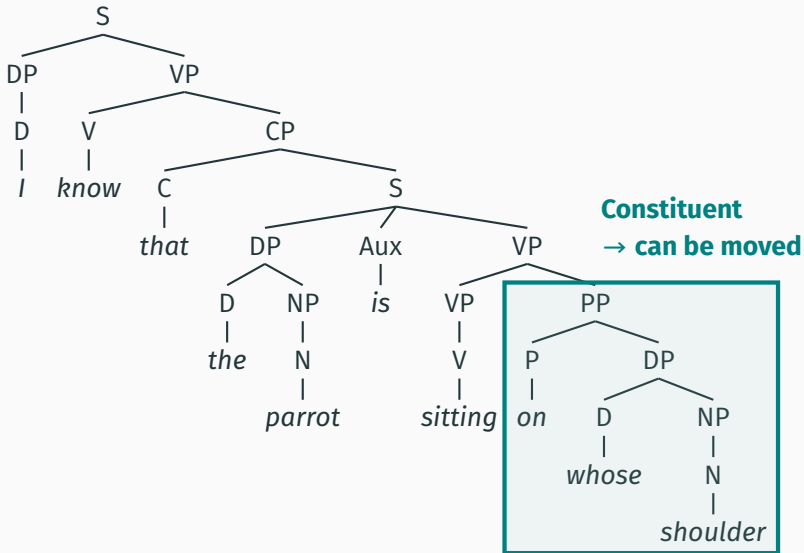 S
DP VP
D V CP
I know C S
that DP Aux VP
Constituent
→ can be moved
D NP is VP PP
the N V P DP
parrot sitting on D NP
whose N
shoulder